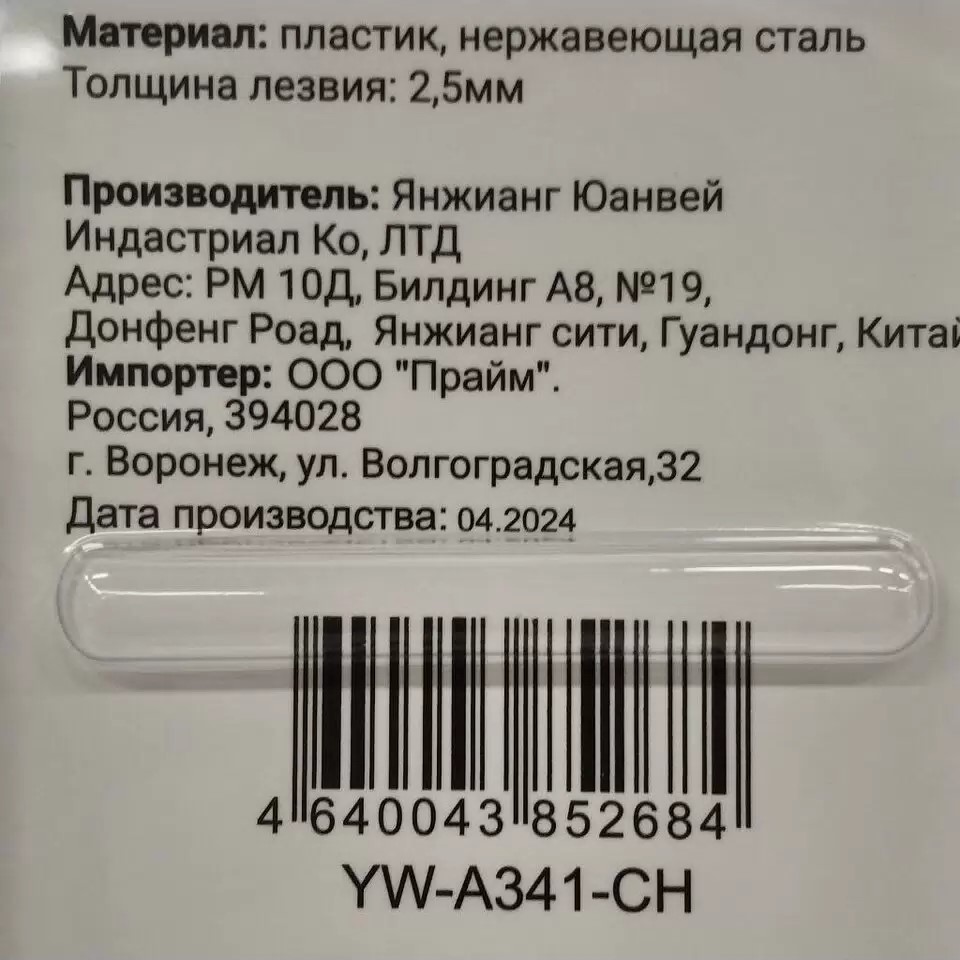 Материал: пластик, нержавеющая сталь
Толщина лезвия: 2,5мм
Производитель: Янжианг Юанвей
Индастриал Ко, ЛТД
Адрес: РМ 10Д, Билдинг А8, №19,
Донфенг Роад, Янжианг сити, Гуандонг, Китай
Импортер: ООО "Прайм".
Россия, 394028
г. Воронеж, ул. Волгоградская,32
Дата производства: 04.2024
4 640043 852684
YW-A341-CH